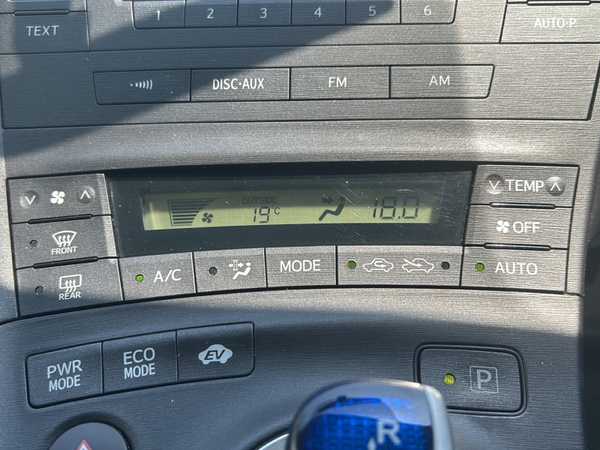 1 2 3 4 5 6
TEXT
AUTO·P
DISC·AUX FM AM
TEMP
OUTSIDE
19°C 18.0
OFF
FRONT
A/C MODE AUTO
REAR
PWR MODE
ECO MODE
EV
P
R